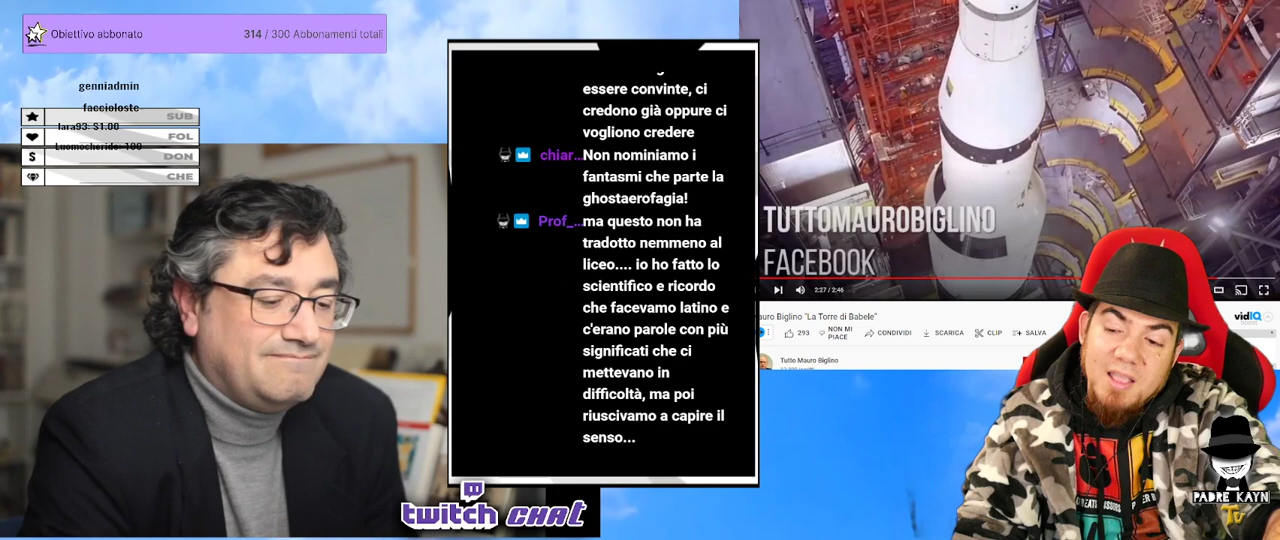 Obiettivo abbonato
314 / 300 Abbonamenti totali
genniadmin
SUB
faccioloste
FOL
lara93: $1.00
DON
S
Luomocheride: 100
CHE
essere convinte, ci
credono già oppure ci
vogliono credere
chiar... Non nominiamo i
fantasmi che parte la
ghostaerofagia!
Prof_... ma questo non ha
tradotto nemmeno al
liceo.... io ho fatto lo
scientifico e ricordo
che facevamo latino e
c'erano parole con più
significati che ci
mettevano in
difficoltà, ma poi
riuscivamo a capire il
senso...
twitch CHAT
TUTTOMAUROBIGLINO
FACEBOOK
2:27 / 2:46
auro Biglino "La Torre di Babele"
vidIQ
293 NON MI PIACE CONDIVIDI SCARICA CLIP SALVA
Tutto Mauro Biglino
PADRE KAYN
Tv